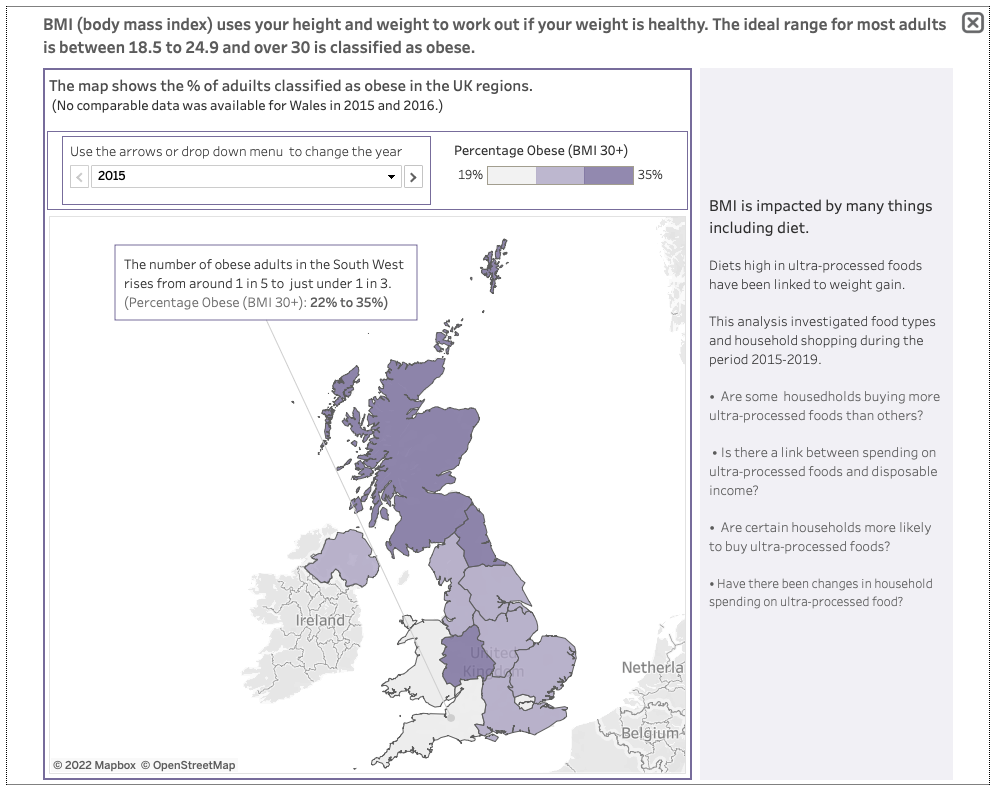 BMI (body mass index) uses your height and weight to work out if your weight is healthy. The ideal range for most adults
is between 18.5 to 24.9 and over 30 is classified as obese.
The map shows the % of aduilts classified as obese in the UK regions.
(No comparable data was available for Wales in 2015 and 2016.)
Use the arrows or drop down menu to change the year
2015
Percentage Obese (BMI 30+)
19%
35%
The number of obese adults in the South West
rises from around 1 in 5 to just under 1 in 3.
(Percentage Obese (BMI 30+): 22% to 35%)
Ireland
United
Kingdom
Netherla
Belgium
© 2022 Mapbox © OpenStreetMap
BMI is impacted by many things
including diet.
Diets high in ultra-processed foods
have been linked to weight gain.
This analysis investigated food types
and household shopping during the
period 2015-2019.
• Are some housedholds buying more
ultra-processed foods than others?
• Is there a link between spending on
ultra-processed foods and disposable
income?
• Are certain households more likely
to buy ultra-processed foods?
• Have there been changes in household
spending on ultra-processed food?